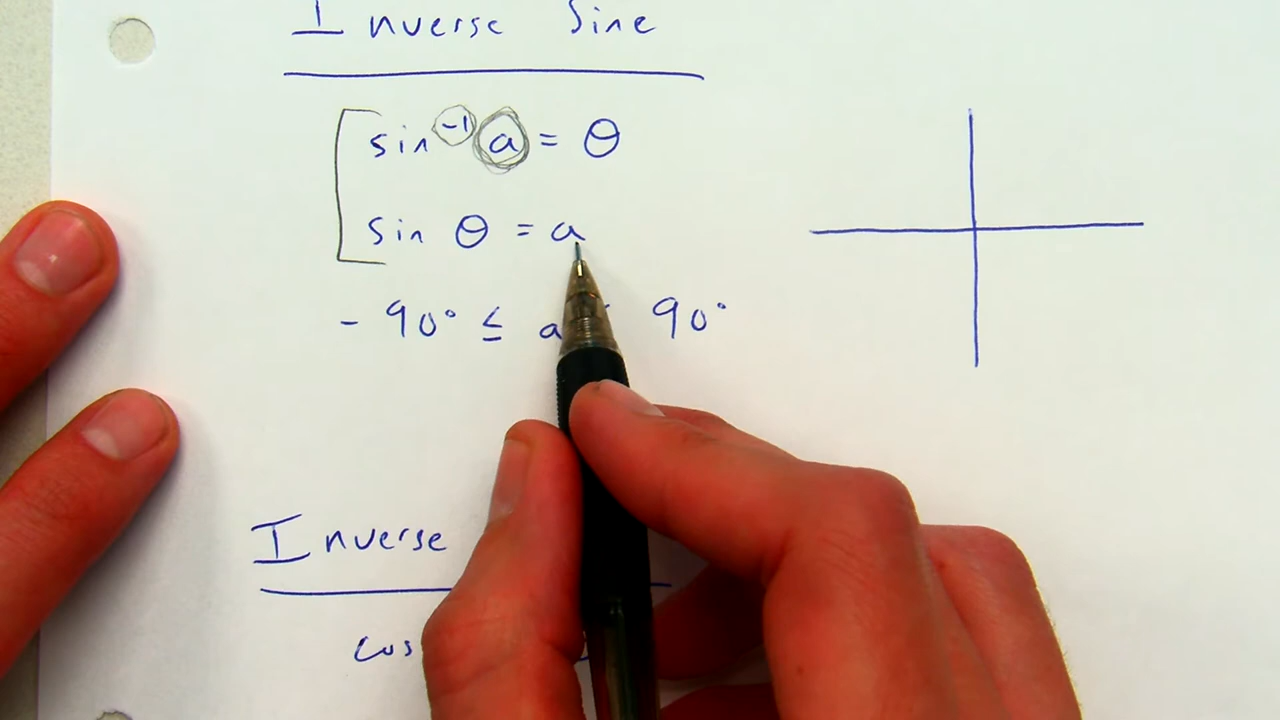 Inverse Sine
sin⁻¹ a = θ
sin θ = a
- 90° ≤ a 90°
Inverse
cos